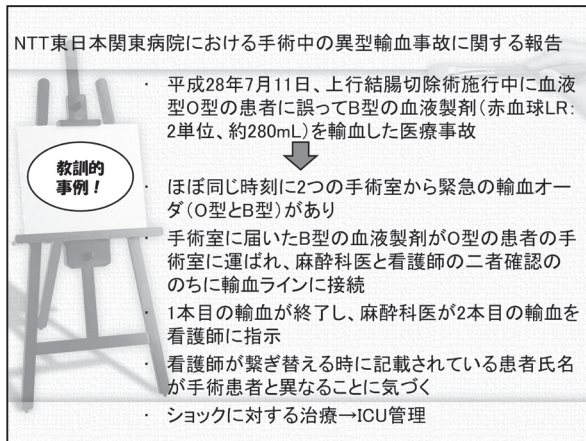 NTT東日本関東病院における手術中の異型輸血事故に関する報告
・ 平成28年7月11日、上行結腸切除術施行中に血液
型O型の患者に誤ってB型の血液製剤(赤血球LR:
2単位、約280mL)を輸血した医療事故
教訓的
事例!
・ ほぼ同じ時刻に2つの手術室から緊急の輸血オー
ダ(O型とB型)があり
・ 手術室に届いたB型の血液製剤がO型の患者の手
術室に運ばれ、麻酔科医と看護師の二者確認の
のちに輸血ラインに接続
・ 1本目の輸血が終了し、麻酔科医が2本目の輸血を
看護師に指示
・ 看護師が繋ぎ替える時に記載されている患者氏名
が手術患者と異なることに気づく
・ ショックに対する治療→ICU管理